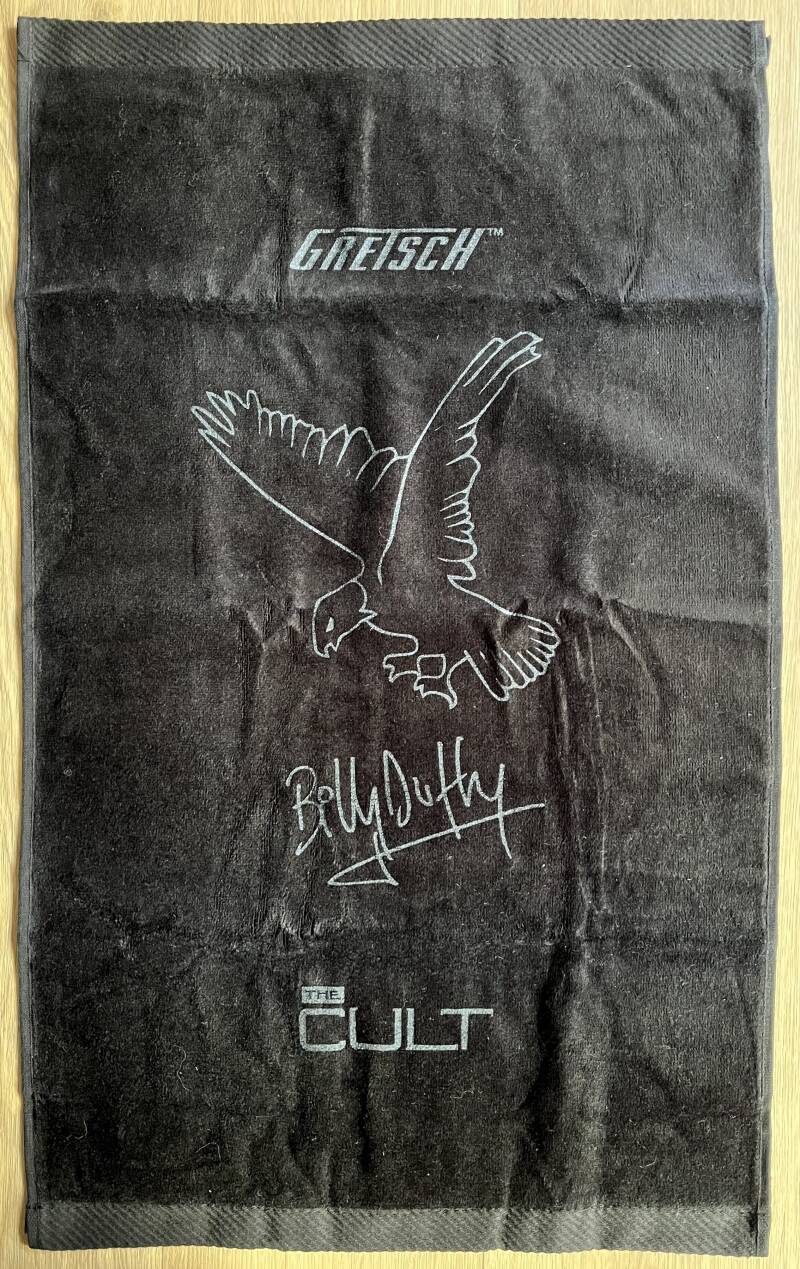 GRETSCH™
Billy Duffy
THE
CULT